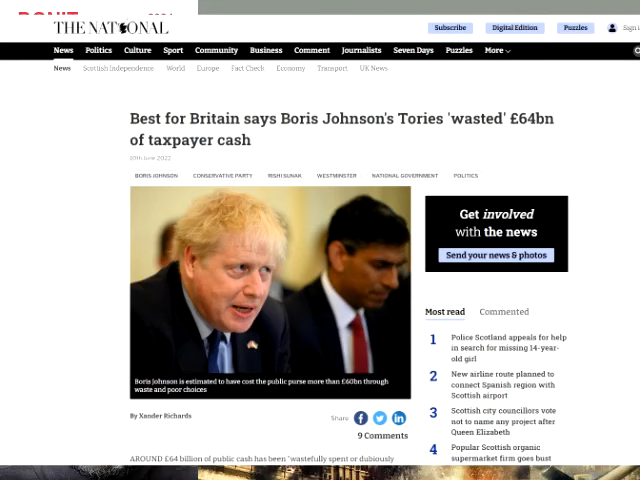 THE NATIONAL
Subscribe
Digital Edition
Puzzles
Sign
News Politics Culture Sport Community Business Comment Journalists Seven Days Puzzles More
News Scottish Independence World Europe Fact Check Economy Transport UK News
Best for Britain says Boris Johnson's Tories 'wasted' £64bn
of taxpayer cash
20th June 2022
BORIS JOHNSON CONSERVATIVE PARTY RISHI SUNAK WESTMINSTER NATIONAL GOVERNMENT POLITICS
Boris Johnson is estimated to have cost the public purse more than £60bn through
waste and poor choices
By Xander Richards
Share
9 Comments
AROUND £64 billion of public cash has been "wastefully spent or dubiously
Get involved
with the news
Send your news & photos
Most read Commented
1 Police Scotland appeals for help
in search for missing 14-year-
old girl
2 New airline route planned to
connect Spanish region with
Scottish airport
3 Scottish city councillors vote
not to name any project after
Queen Elizabeth
4 Popular Scottish organic
supermarket firm goes bust